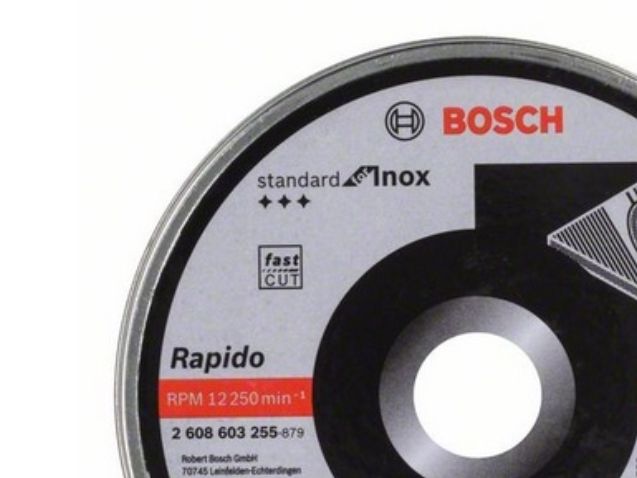 BOSCH
standard for Inox
fast
CUT
Rapido
RPM 12 250 min⁻¹
2 608 603 255-879
Robert Bosch GmbH
70745 Leinfelden-Echterdingen